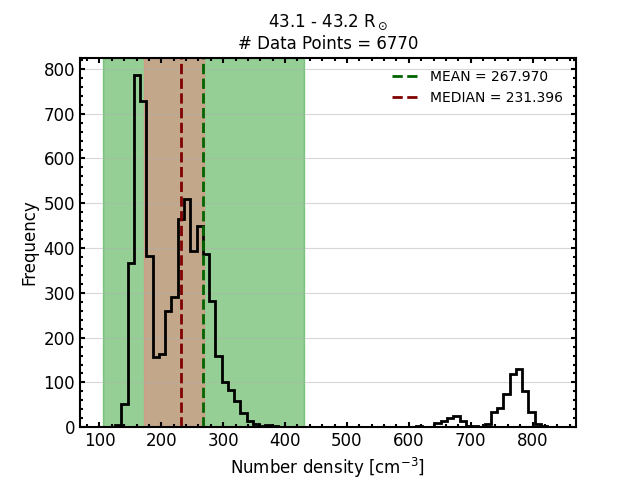 43.1 - 43.2 R⊙
# Data Points = 6770
MEAN = 267.970
MEDIAN = 231.396
Frequency
800
700
600
500
400
300
200
100
0
100 200 300 400 500 600 700 800
Number density [cm⁻³]